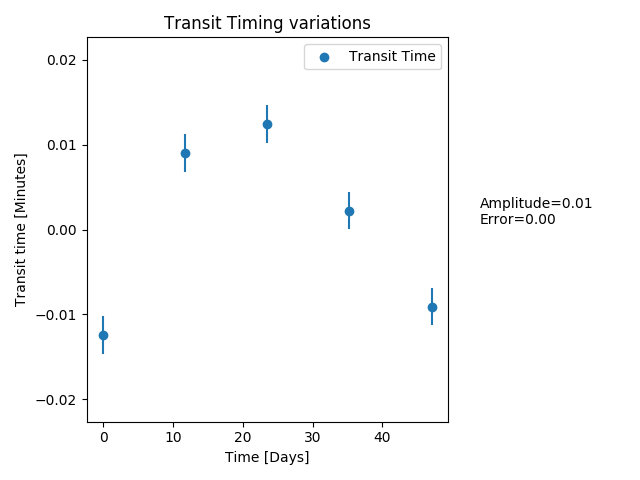 Transit Timing variations
Transit Time
Transit time [Minutes]
0.02
0.01
0.00
−0.01
−0.02
Amplitude=0.01
Error=0.00
0 10 20 30 40
Time [Days]